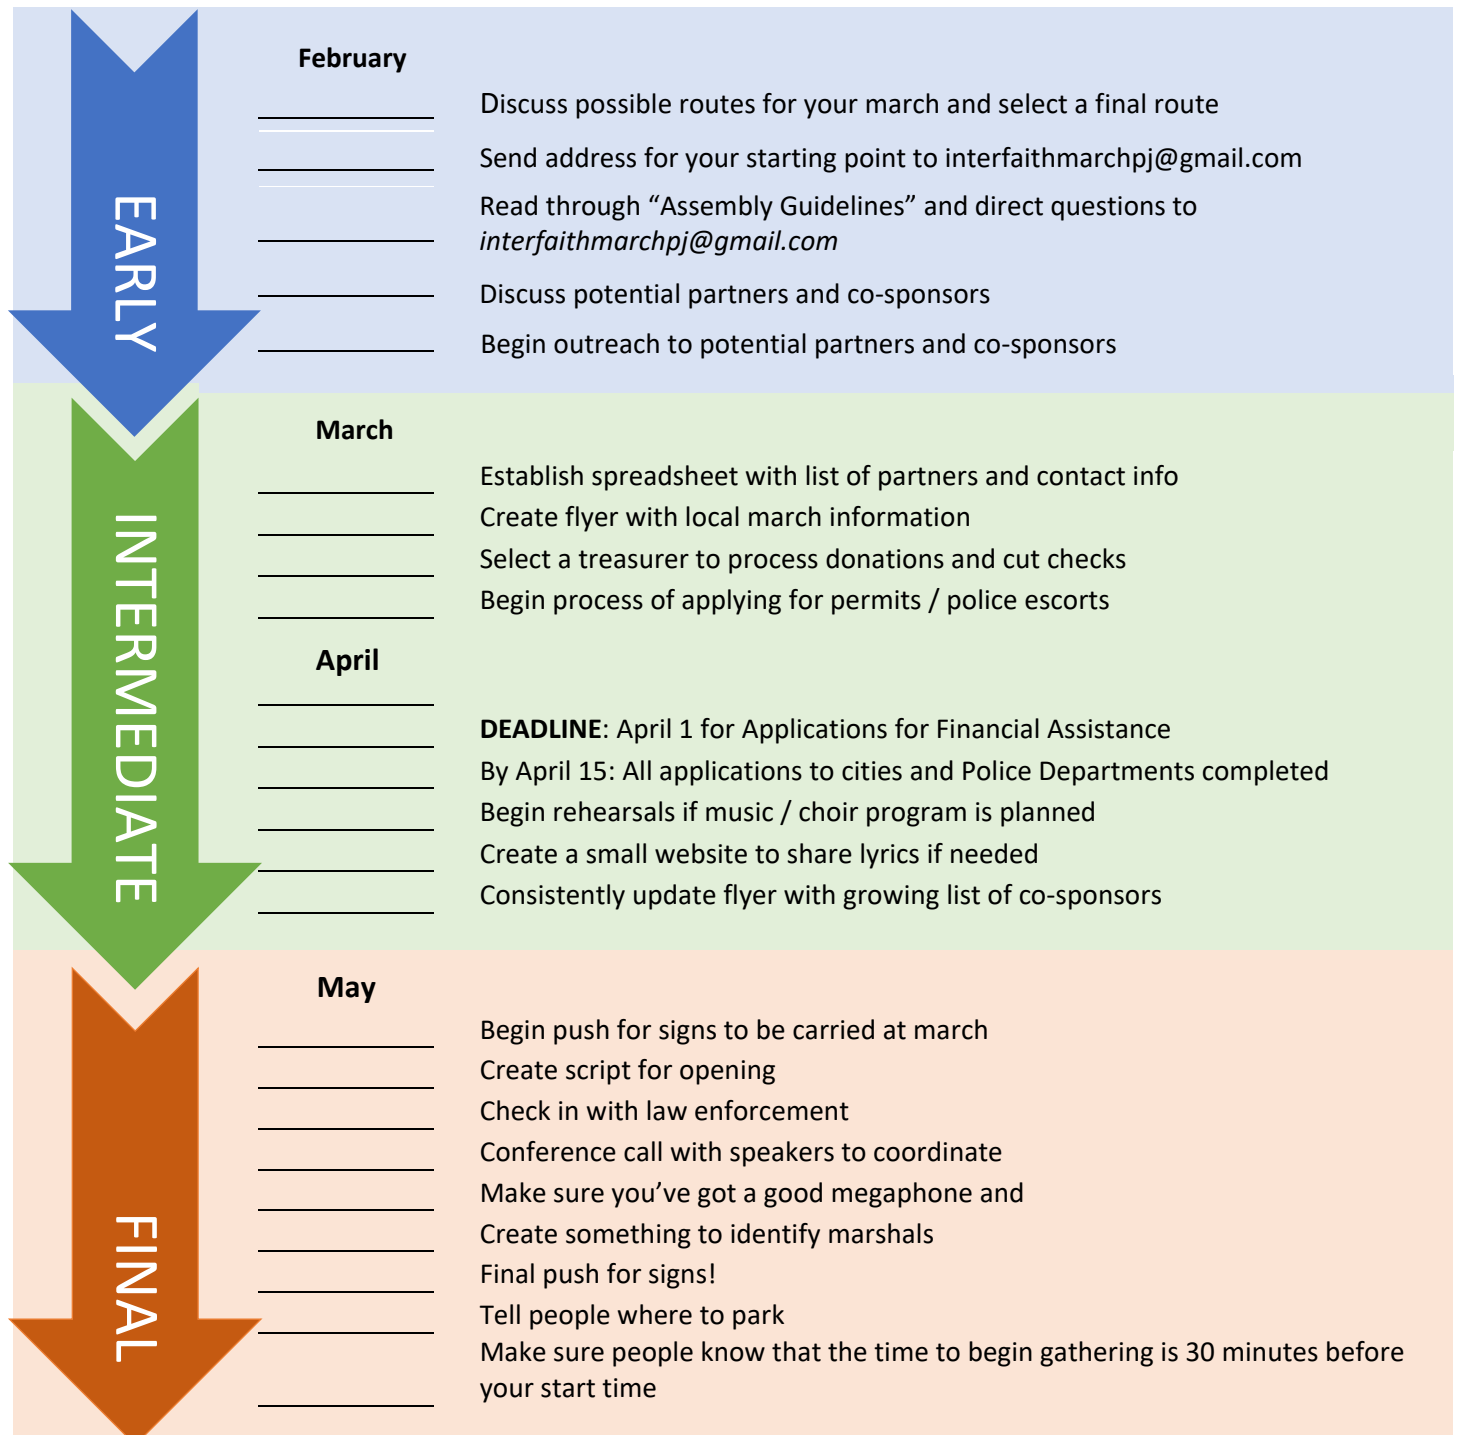 EARLY
February
Discuss possible routes for your march and select a final route
Send address for your starting point to interfaithmarchpj@gmail.com
Read through “Assembly Guidelines” and direct questions to
interfaithmarchpj@gmail.com
Discuss potential partners and co-sponsors
Begin outreach to potential partners and co-sponsors
INTERMEDIATE
March
Establish spreadsheet with list of partners and contact info
Create flyer with local march information
Select a treasurer to process donations and cut checks
Begin process of applying for permits / police escorts
April
DEADLINE: April 1 for Applications for Financial Assistance
By April 15: All applications to cities and Police Departments completed
Begin rehearsals if music / choir program is planned
Create a small website to share lyrics if needed
Consistently update flyer with growing list of co-sponsors
FINAL
May
Begin push for signs to be carried at march
Create script for opening
Check in with law enforcement
Conference call with speakers to coordinate
Make sure you’ve got a good megaphone and
Create something to identify marshals
Final push for signs!
Tell people where to park
Make sure people know that the time to begin gathering is 30 minutes before
your start time